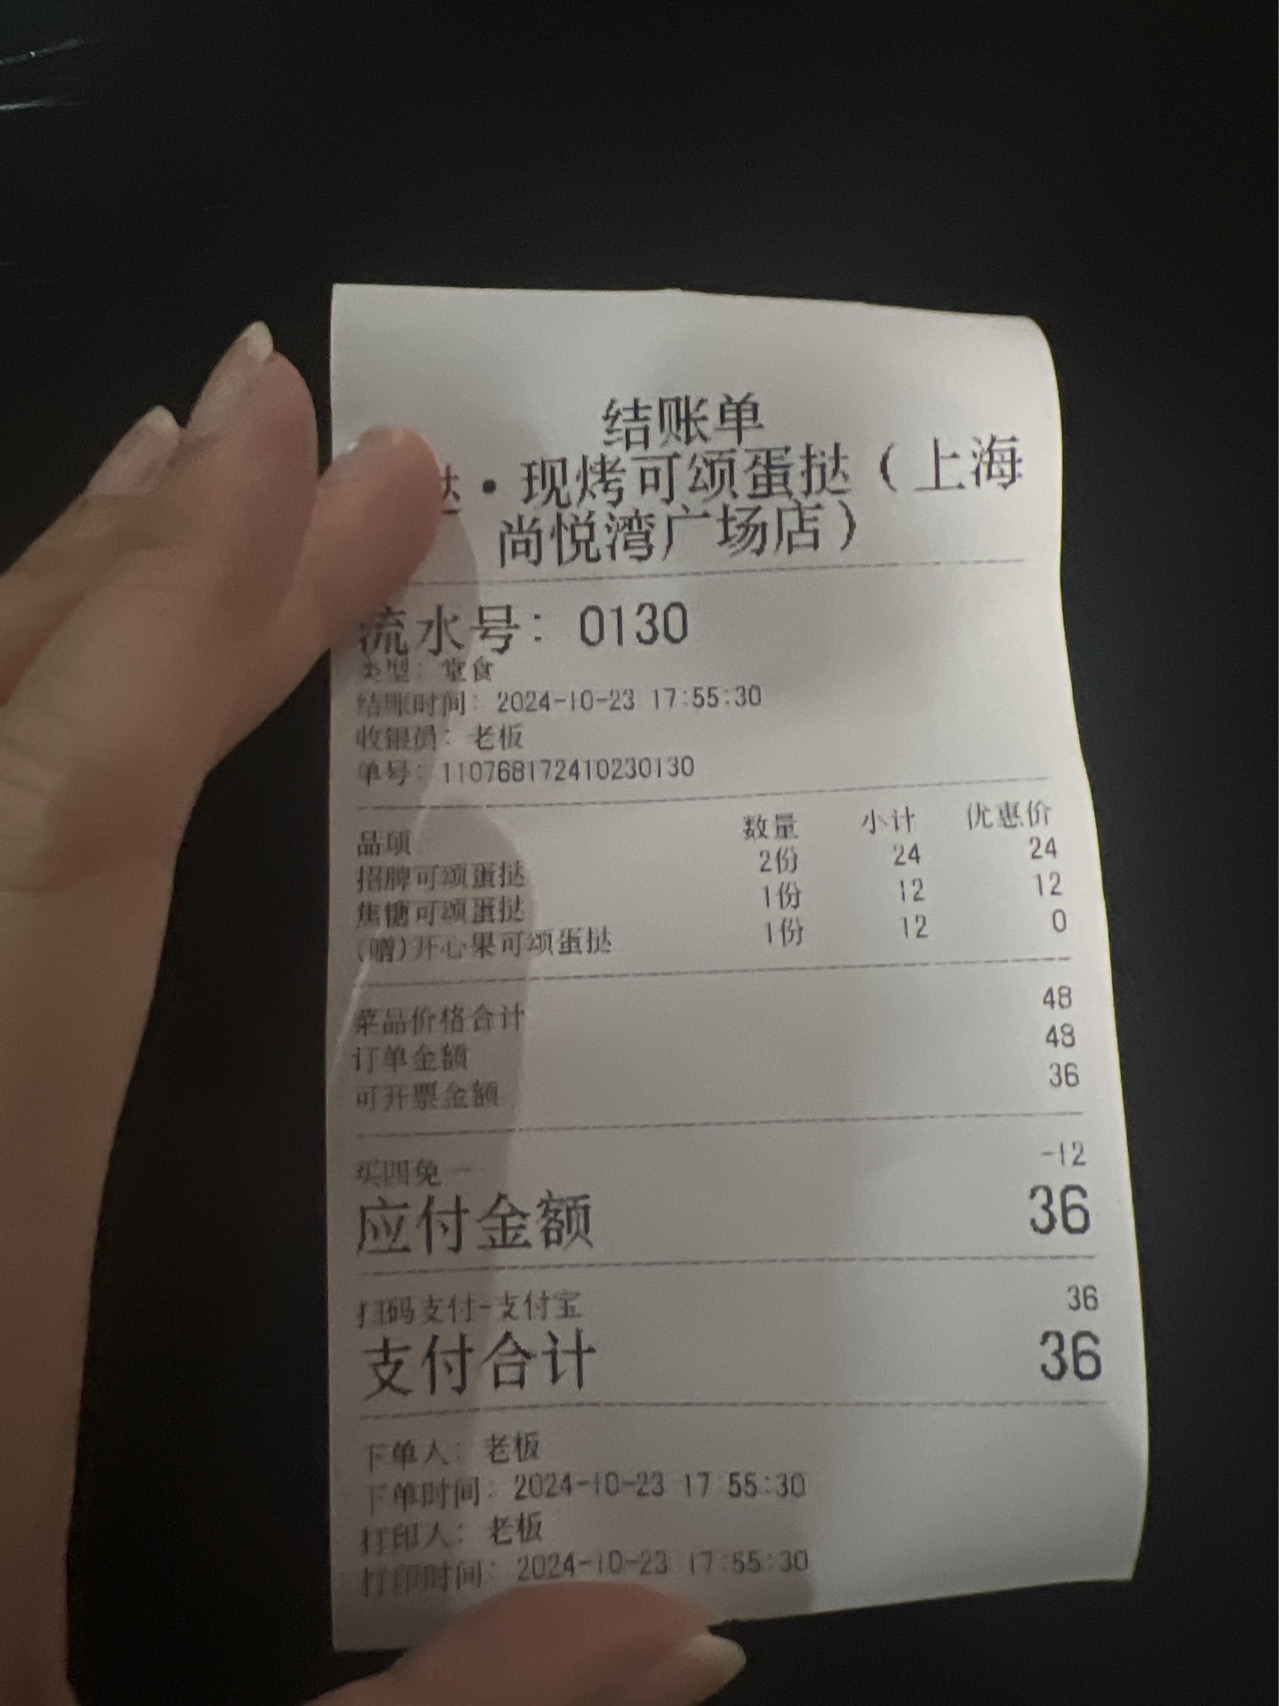 结账单
挞·现烤可颂蛋挞（上海
尚悦湾广场店）
流水号：0130
类型：堂食
结账时间：2024-10-23 17:55:30
收银员：老板
单号：110768172410230130
品项 数量 小计 优惠价
招牌可颂蛋挞 2份 24 24
焦糖可颂蛋挞 1份 12 12
(赠)开心果可颂蛋挞 1份 12 0
菜品价格合计 48
订单金额 48
可开票金额 36
买四免一 -12
应付金额 36
扫码支付-支付宝 36
支付合计 36
下单人：老板
下单时间：2024-10-23 17:55:30
打印人：老板
打印时间：2024-10-23 17:55:30